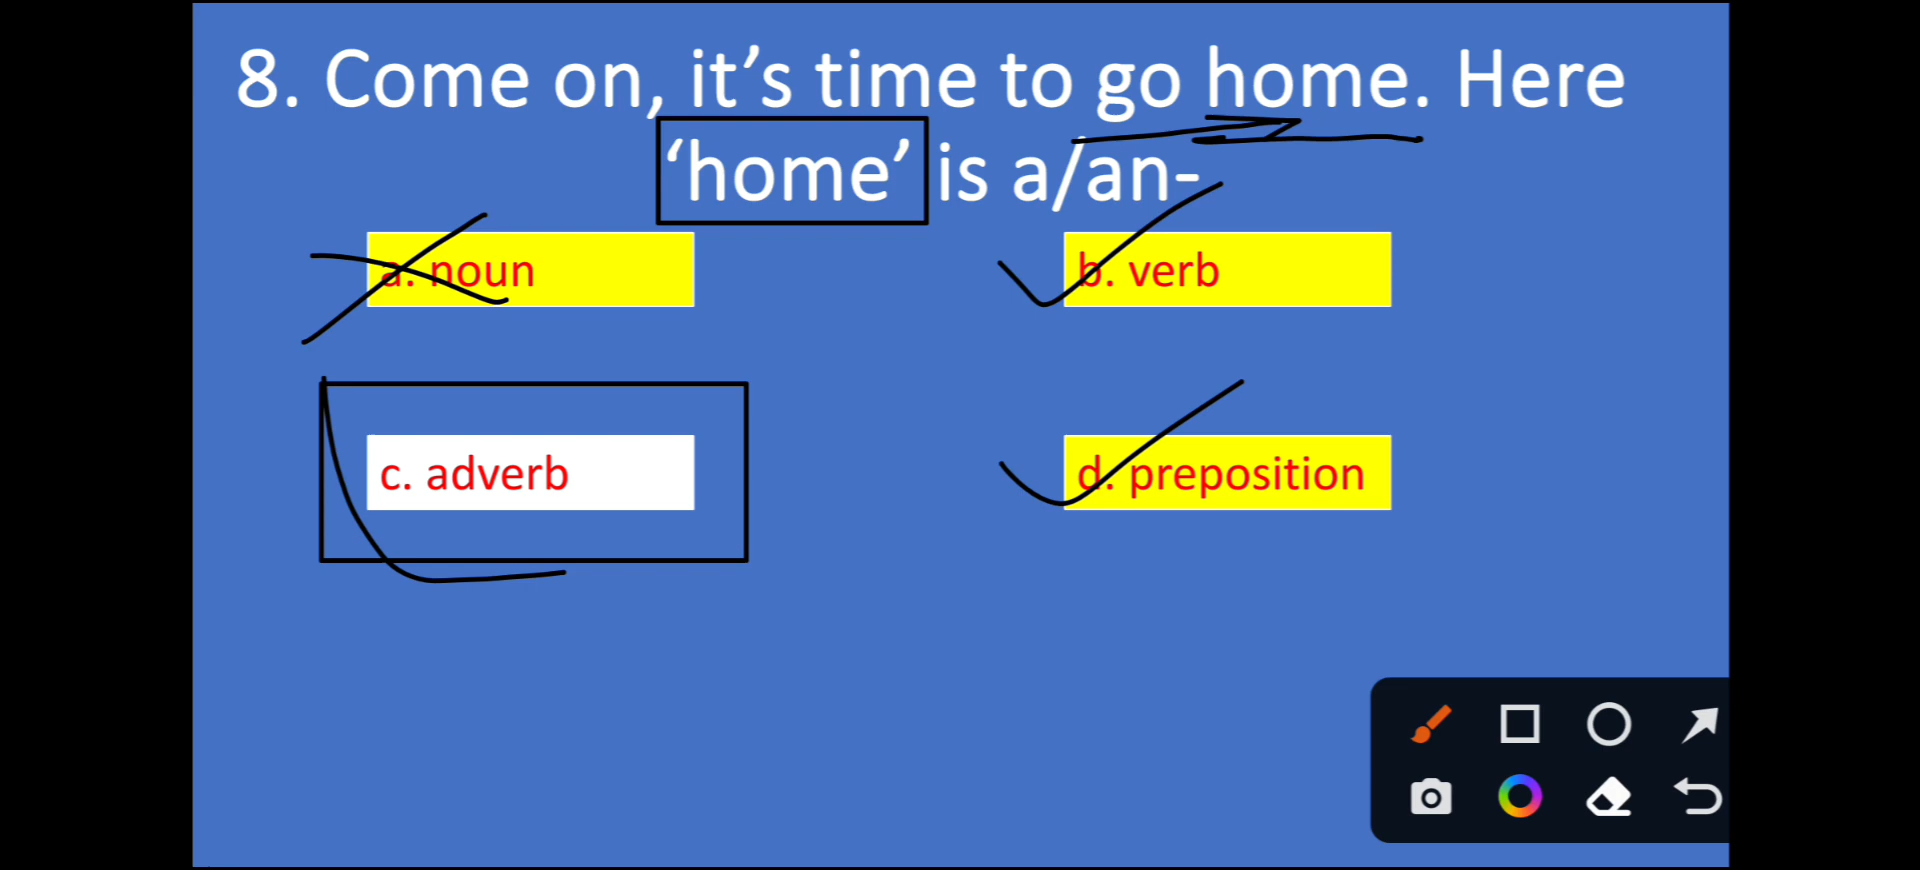 8. Come on, it’s time to go home. Here
‘home’ is a/an-
a. noun
b. verb
c. adverb
d. preposition